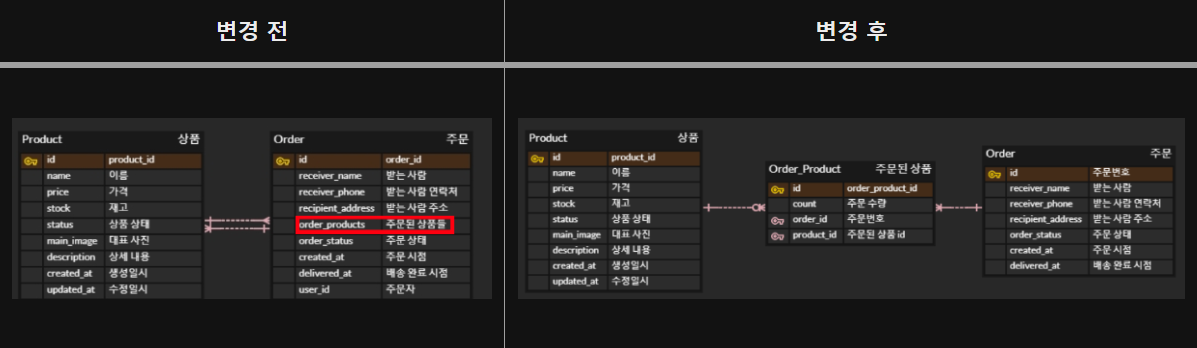 변경 전
변경 후
Product 상품
id product_id
name 이름
price 가격
stock 재고
status 상품 상태
main_image 대표 사진
description 상세 내용
created_at 생성일시
updated_at 수정일시
Order 주문
id order_id
receiver_name 받는 사람
receiver_phone 받는 사람 연락처
recipient_address 받는 사람 주소
order_products 주문된 상품들
order_status 주문 상태
created_at 주문 시점
delivered_at 배송 완료 시점
user_id 주문자
Product 상품
id product_id
name 이름
price 가격
stock 재고
status 상품 상태
main_image 대표 사진
description 상세 내용
created_at 생성일시
updated_at 수정일시
Order_Product 주문된 상품
id order_product_id
count 주문 수량
order_id 주문번호
product_id 주문된 상품 id
Order 주문
id 주문번호
receiver_name 받는 사람
receiver_phone 받는 사람 연락처
recipient_address 받는 사람 주소
order_status 주문 상태
created_at 주문 시점
delivered_at 배송 완료 시점